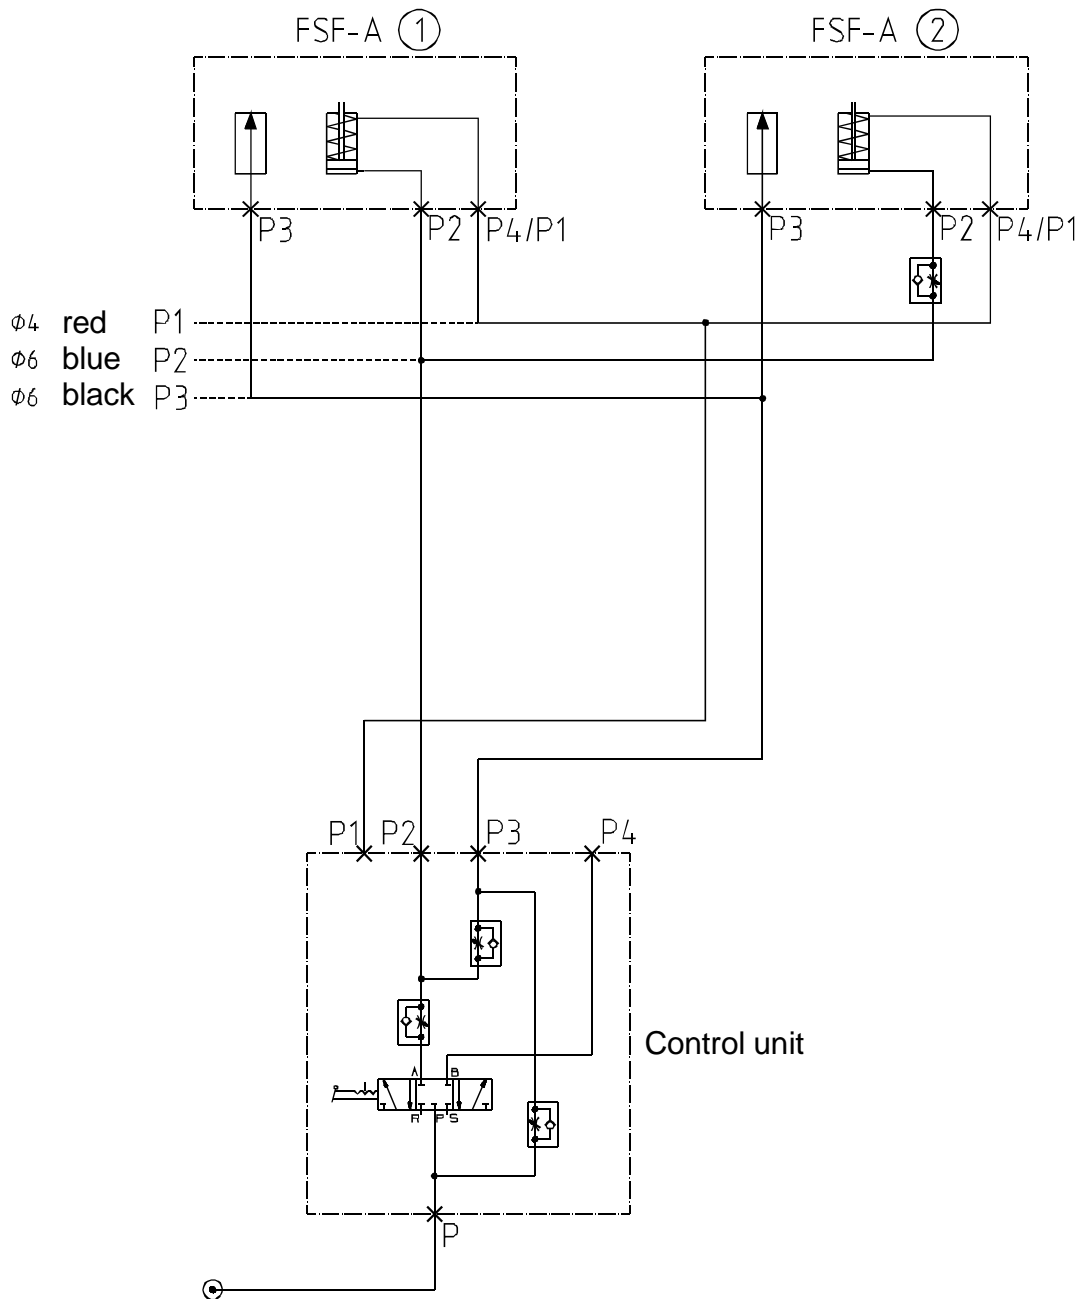 FSF-A ① FSF-A ②
P3 P2 P4/P1 P3 P2 P4/P1
φ4 red P1
φ6 blue P2
φ6 black P3
P1 P2 P3 P4
Control unit
A B
R P S
P